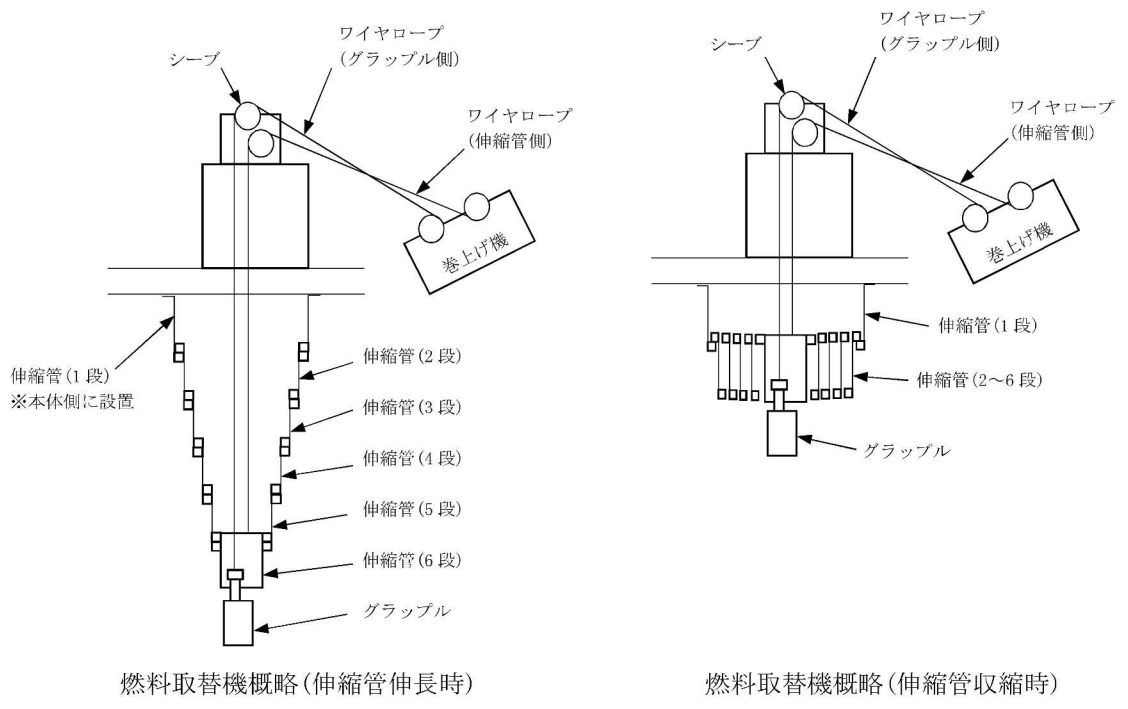 ワイヤロープ
(グラップル側)
シーブ
ワイヤロープ
(伸縮管側)
巻上げ機
伸縮管(1段)
※本体側に設置
伸縮管(2段)
伸縮管(3段)
伸縮管(4段)
伸縮管(5段)
伸縮管(6段)
グラップル
燃料取替機概略(伸縮管伸長時)
ワイヤロープ
(グラップル側)
シーブ
ワイヤロープ
(伸縮管側)
巻上げ機
伸縮管(1段)
伸縮管(2～6段)
グラップル
燃料取替機概略(伸縮管収縮時)